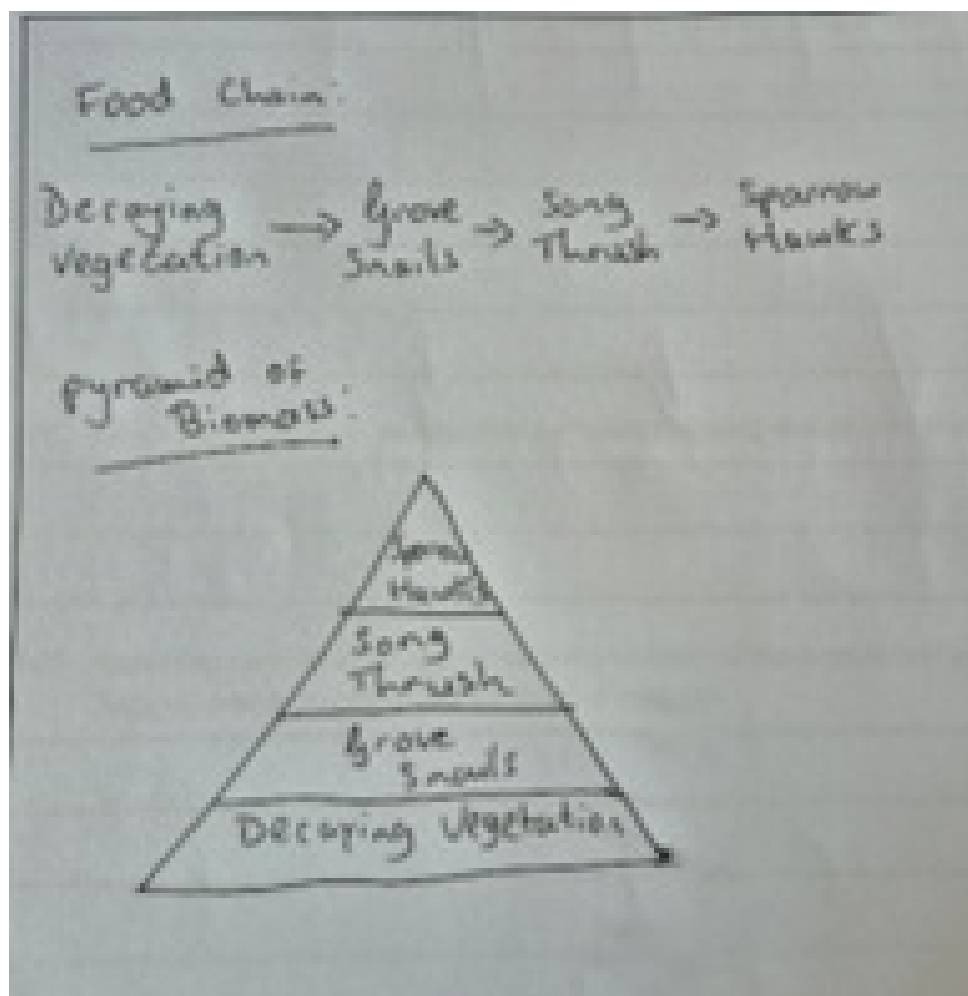 Food Chain:
Decaying Vegetation → Grove Snails → Song Thrush → Sparrow Hawks
Pyramid of
Biomass:
Hawks
Song
Thrush
Grove
Snails
Decaying Vegetation